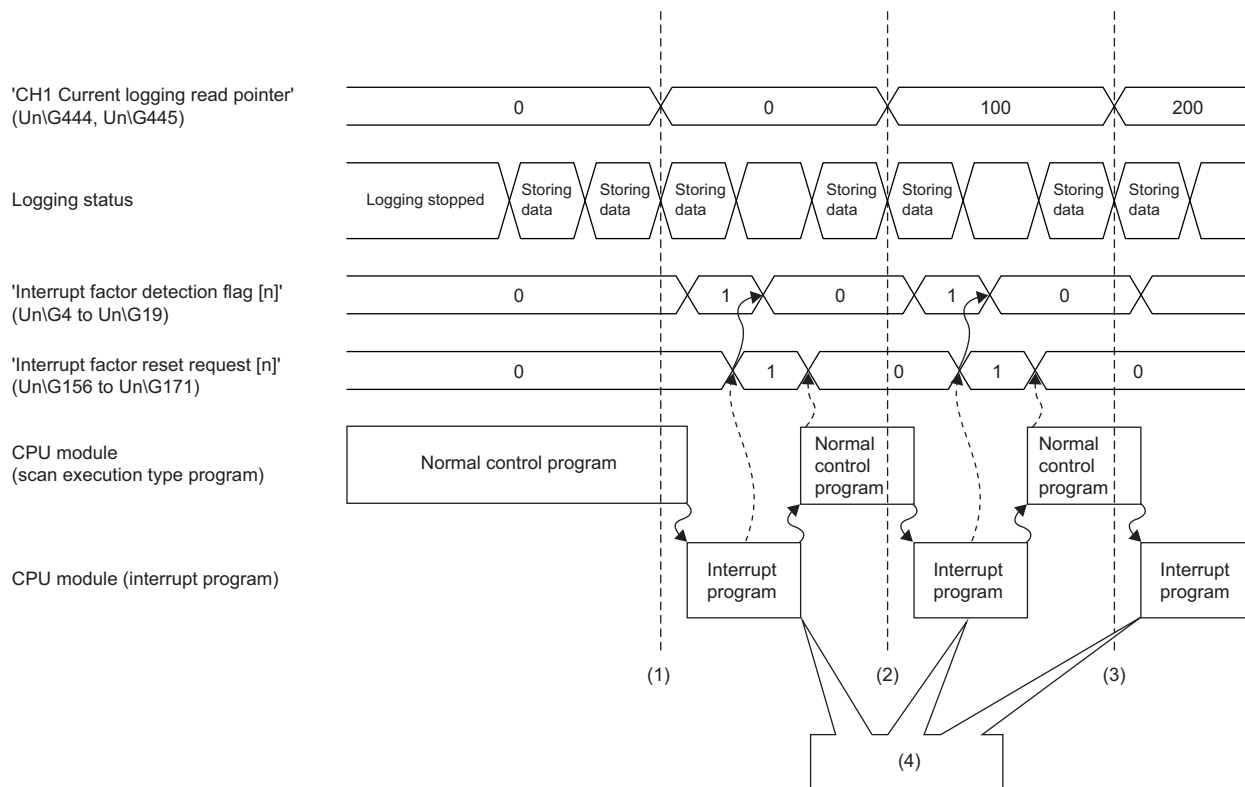 'CH1 Current logging read pointer'
(Un\G444, Un\G445)
0
0
100
200
Logging status
Logging stopped
Storing
data
Storing
data
Storing
data
Storing
data
Storing
data
Storing
data
Storing
data
'Interrupt factor detection flag [n]'
(Un\G4 to Un\G19)
0
1
0
1
0
'Interrupt factor reset request [n]'
(Un\G156 to Un\G171)
0
1
0
1
0
CPU module
(scan execution type program)
Normal control program
Normal
control
program
Normal
control
program
CPU module (interrupt program)
Interrupt
program
Interrupt
program
Interrupt
program
(1)
(2)
(3)
(4)